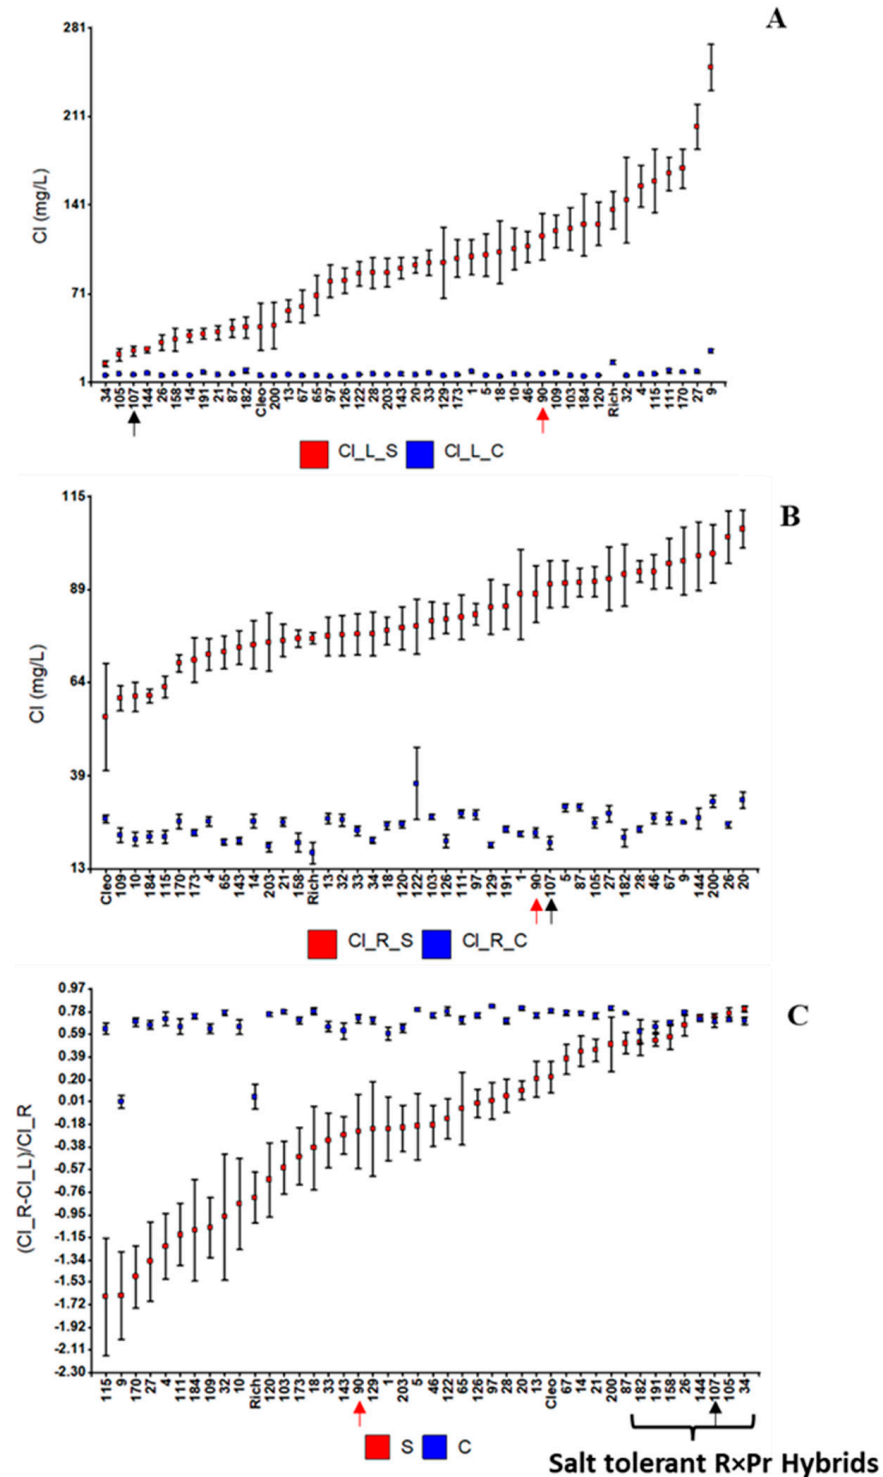 A
281
211
141
71
1
Cl (mg/L)
34 105 107 144 26 158 14 191 21 87 182 Cleo 200 13 67 65 97 126 122 28 203 143 20 33 129 173 1 5 18 10 46 90 109 103 184 120 Rich 32 4 115 111 170 27 9
Cl_L_S Cl_L_C
B
115
89
64
39
13
Cl (mg/L)
Cleo 109 10 184 115 170 173 4 65 143 14 203 21 158 Rich 13 32 33 34 18 120 122 103 126 111 97 129 191 1 90 107 5 87 105 27 182 28 46 67 9 144 200 26 20
Cl_R_S Cl_R_C
C
0.97
0.78
0.59
0.39
0.20
0.01
-0.18
-0.38
-0.57
-0.76
-0.95
-1.15
-1.34
-1.53
-1.72
-1.92
-2.11
-2.30
(Cl_R-Cl_L)/Cl_R
115 9 170 27 4 111 184 109 32 10 Rich 120 103 173 18 33 143 90 129 1 203 5 46 122 65 126 97 28 20 13 Cleo 67 14 21 200 87 182 191 158 26 144 107 105 34
S C
Salt tolerant R×Pr Hybrids